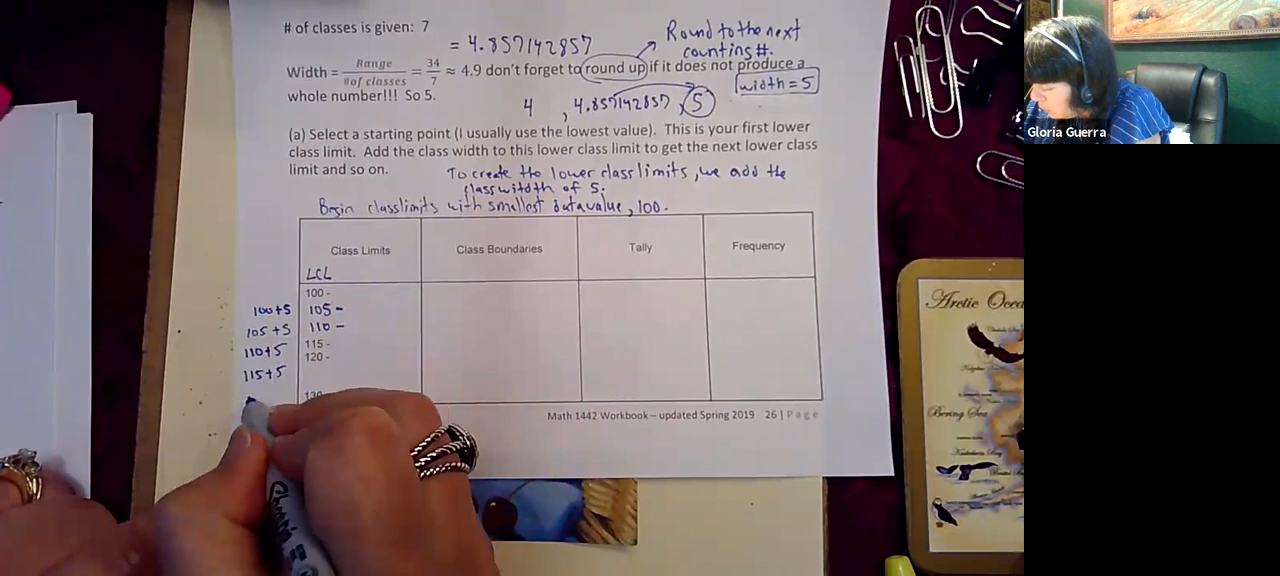 # of classes is given: 7
= 4.857142857
Round to the next
counting #.
Width = Range / # of classes = 34 / 7 ≈ 4.9 don't forget to round up if it does not produce a
whole number!!! So 5.
width = 5
4 , 4.857142857 , 5
(a) Select a starting point (I usually use the lowest value). This is your first lower
class limit. Add the class width to this lower class limit to get the next lower class
limit and so on.
To create the lower class limits, we add the
class witdth of 5.
Begin class limits with smallest data value, 100.
Class Limits Class Boundaries Tally Frequency
LCL
100 -
100+5 105 -
105+5 110 -
110+5 115 -
120 -
115+5
130
Math 1442 Workbook – updated Spring 2019 26 | Page
Sharpie
Arctic Ocea
Bering Sea
Gloria Guerra